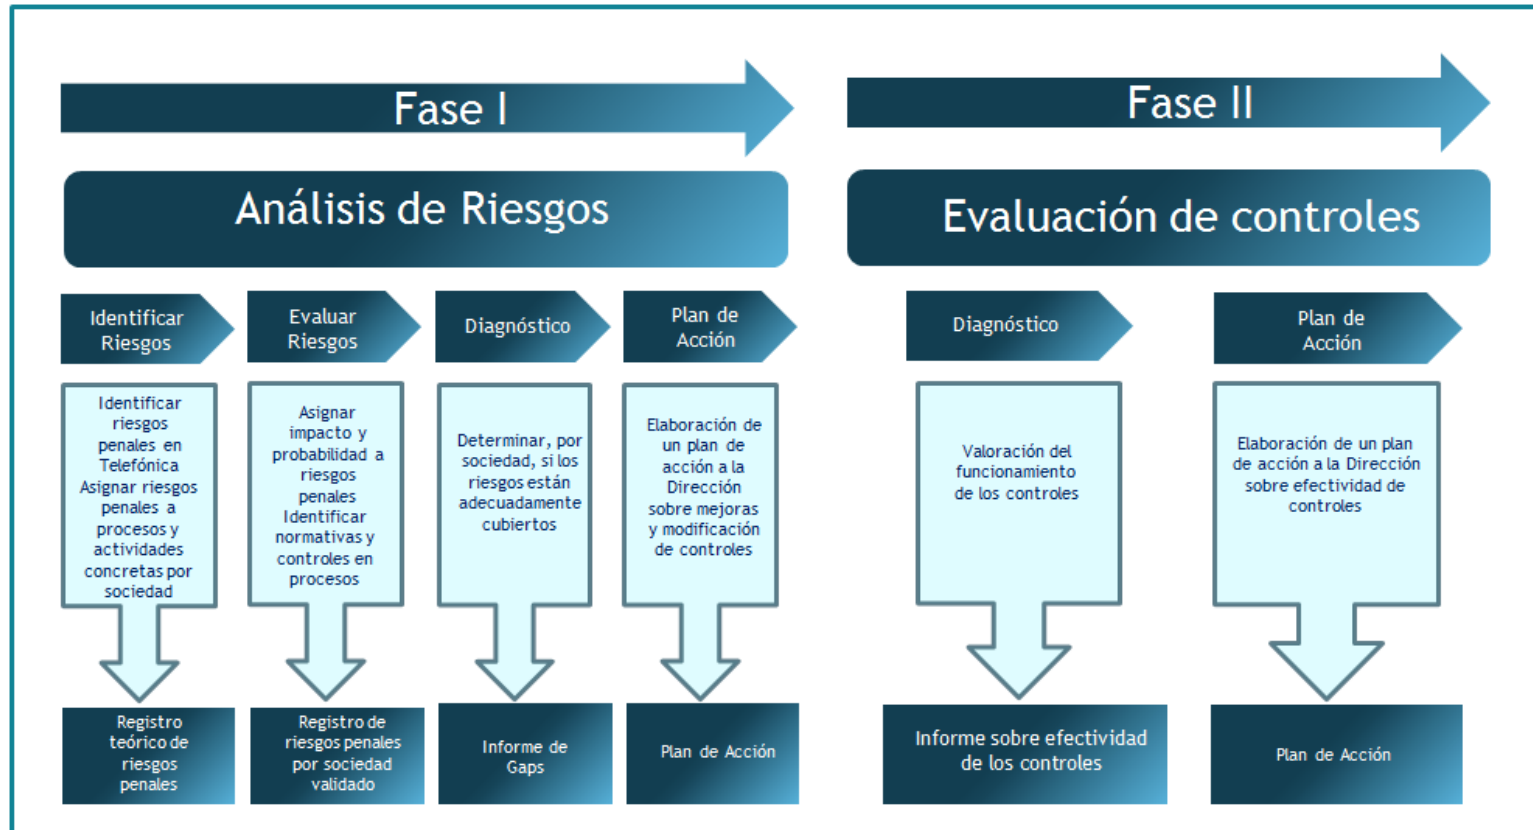 Fase I
Análisis de Riesgos
Identificar
Riesgos
Evaluar
Riesgos
Diagnóstico
Plan de
Acción
Identificar
riesgos
penales en
Telefónica
Asignar riesgos
penales a
procesos y
actividades
concretas por
sociedad
Asignar
impacto y
probabilidad a
riesgos
penales
Identificar
normativas y
controles en
procesos
Determinar, por
sociedad, si los
riesgos están
adecuadamente
cubiertos
Elaboración de
un plan de
acción a la
Dirección
sobre mejoras
y modificación
de controles
Registro
teórico de
riesgos
penales
Registro de
riesgos penales
por sociedad
validado
Informe de
Gaps
Plan de Acción
Fase II
Evaluación de controles
Diagnóstico
Plan de
Acción
Valoración del
funcionamiento
de los controles
Elaboración de un plan
de acción a la Dirección
sobre efectividad de
controles
Informe sobre efectividad
de los controles
Plan de Acción